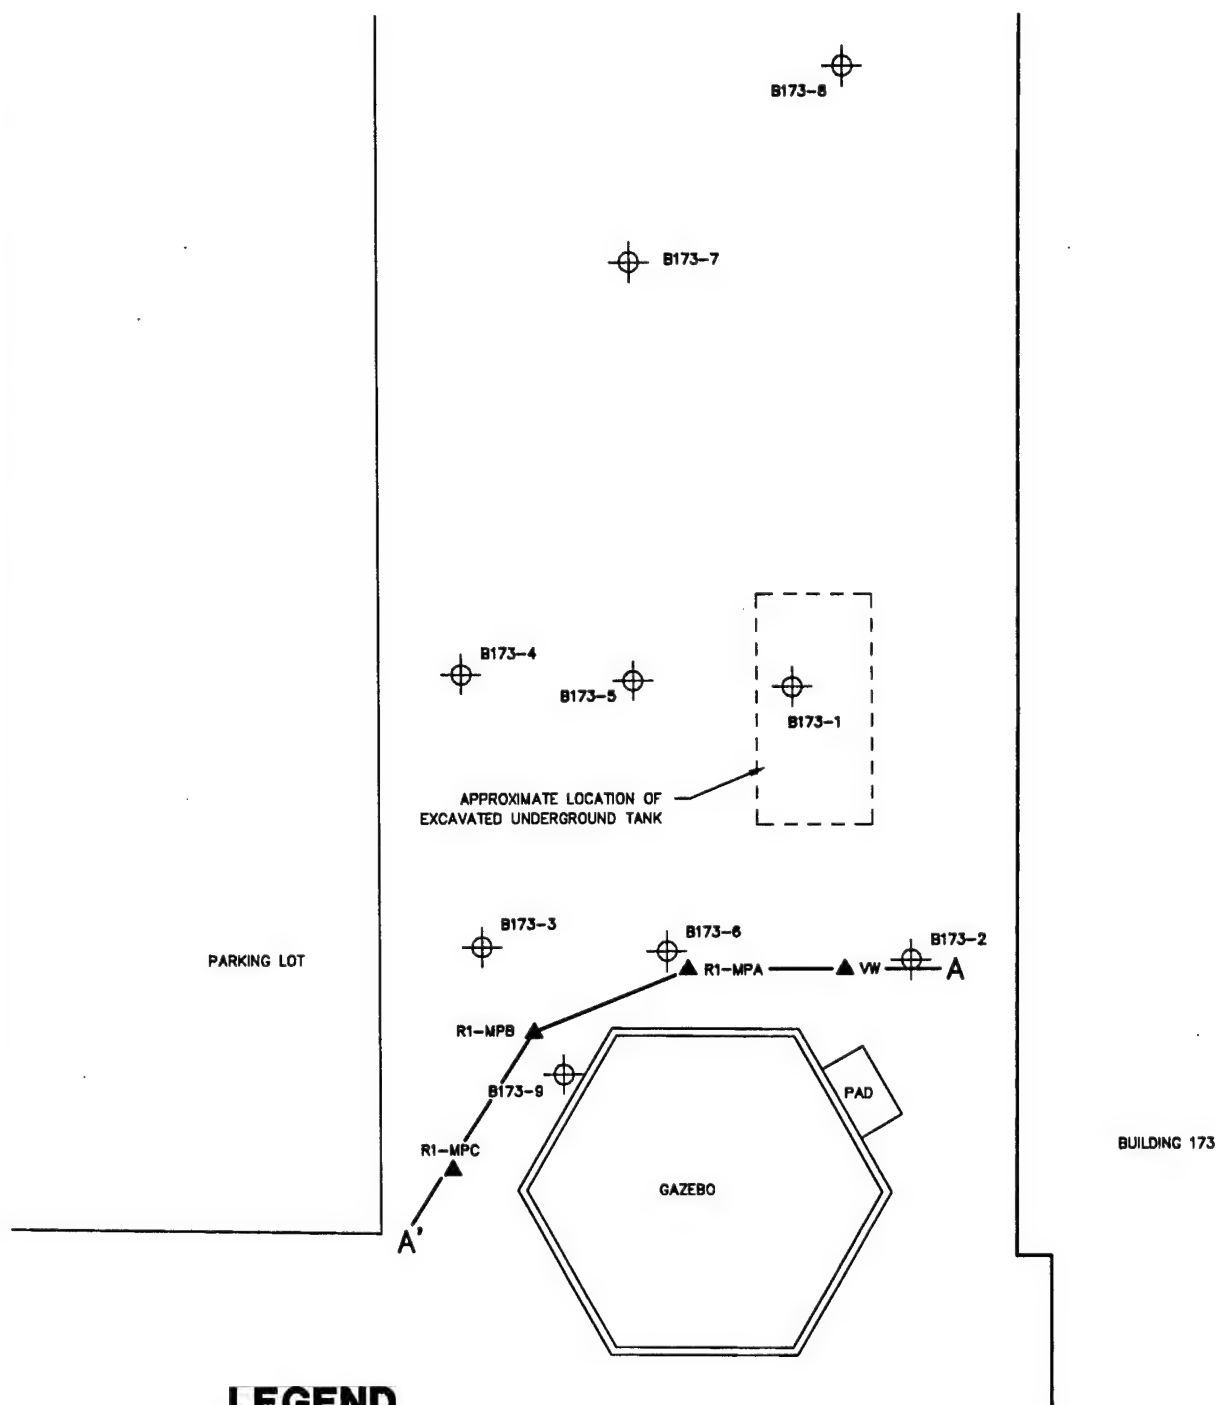 B173-8
B173-7
B173-4
B173-5
B173-1
APPROXIMATE LOCATION OF
EXCAVATED UNDERGROUND TANK
B173-3
B173-6
B173-2
PARKING LOT
R1-MPA
VW
A
R1-MPB
B173-9
PAD
R1-MPC
BUILDING 173
GAZEBO
A'
LEGEND